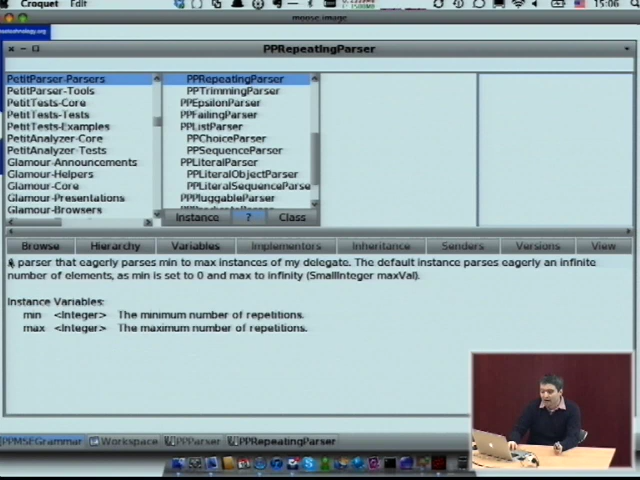 Croquet Edit
15:06
moose.image
PPRepeatingParser
PetitParser-Parsers
PetitParser-Tools
PetitTests-Core
PetitTests-Tests
PetitTests-Examples
PetitAnalyzer-Core
PetitAnalyzer-Tests
Glamour-Announcements
Glamour-Helpers
Glamour-Core
Glamour-Presentations
Glamour-Browsers
PPRepeatingParser
PPTrimmingParser
PPEpsilonParser
PPFailingParser
PPListParser
PPChoiceParser
PPSequenceParser
PPLiteralParser
PPLiteralObjectParser
PPLiteralSequenceParse
PPPluggableParser
Instance ? Class
Browse Hierarchy Variables Implementors Inheritance Senders Versions View
A parser that eagerly parses min to max instances of my delegate. The default instance parses eagerly an infinite
number of elements, as min is set to 0 and max to infinity (SmallInteger maxVal).
Instance Variables:
min <Integer> The minimum number of repetitions.
max <Integer> The maximum number of repetitions.
PPMSEGrammar Workspace PPParser PPRepeatingParser